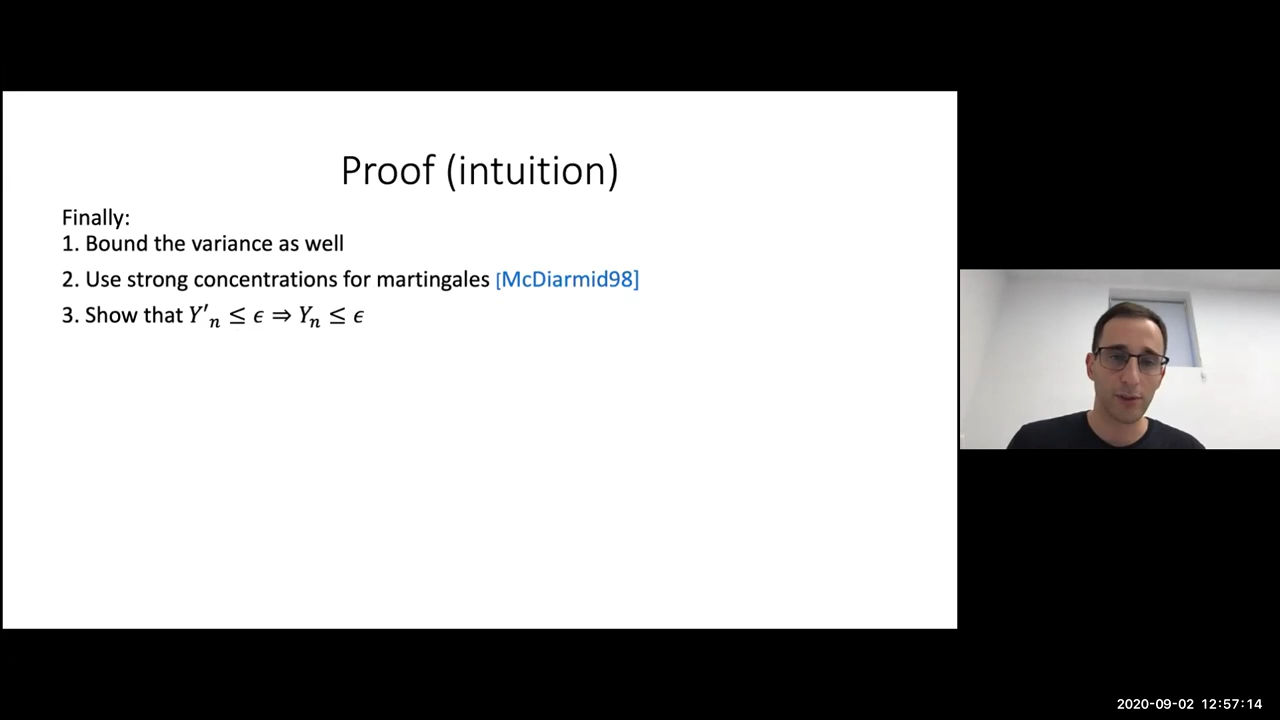 Proof (intuition)
Finally:
1. Bound the variance as well
2. Use strong concentrations for martingales [McDiarmid98]
3. Show that Y′ₙ ≤ ϵ ⇒ Yₙ ≤ ϵ
2020-09-02 12:57:14